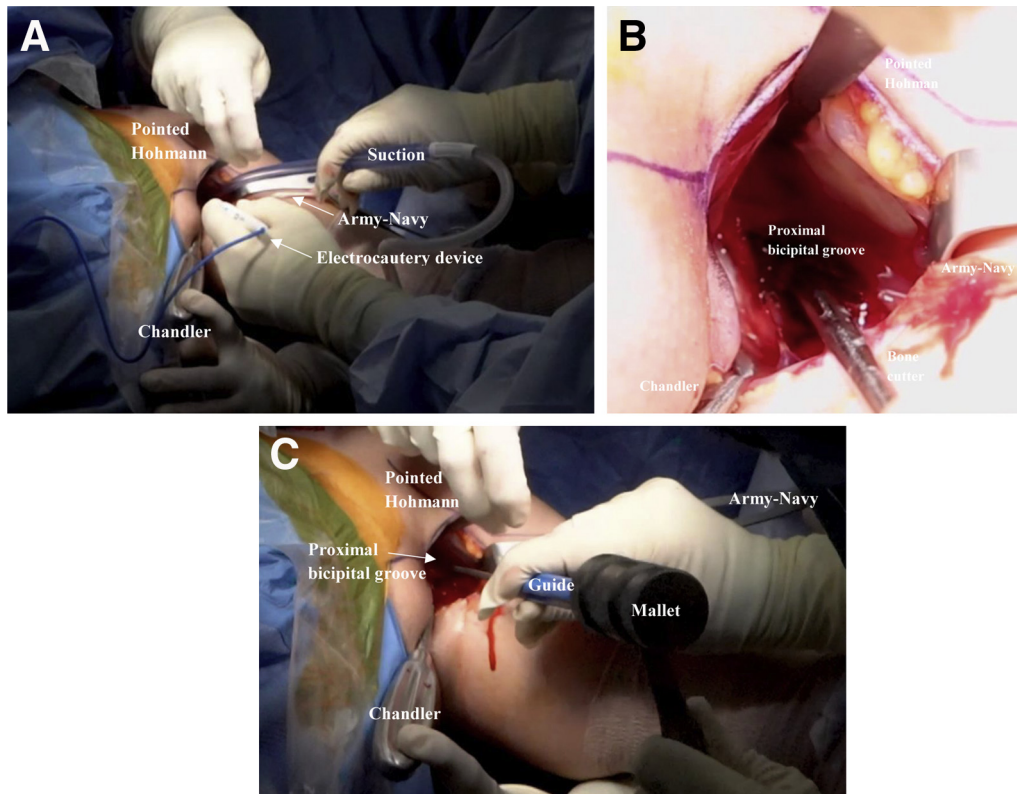 A
Pointed
Hohmann
Suction
Army-Navy
Electrocautery device
Chandler
B
Pointed
Hohman
Proximal
bicipital groove
Army-Navy
Bone
cutter
Chandler
C
Pointed
Hohmann
Army-Navy
Proximal
bicipital groove
Guide
Mallet
Chandler